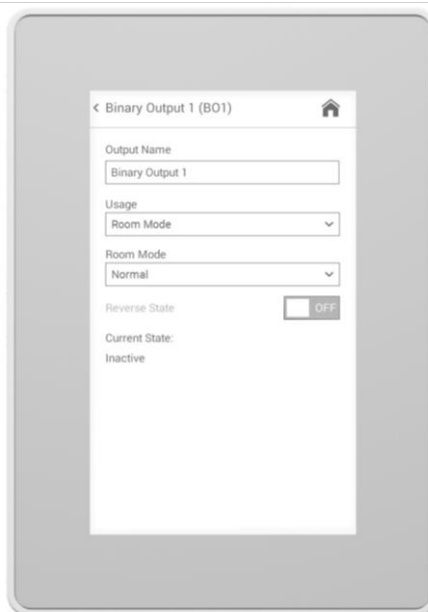 Binary Output 1 (BO1)
Output Name
Binary Output 1
Usage
Room Mode
Room Mode
Normal
Reverse State OFF
Current State:
Inactive